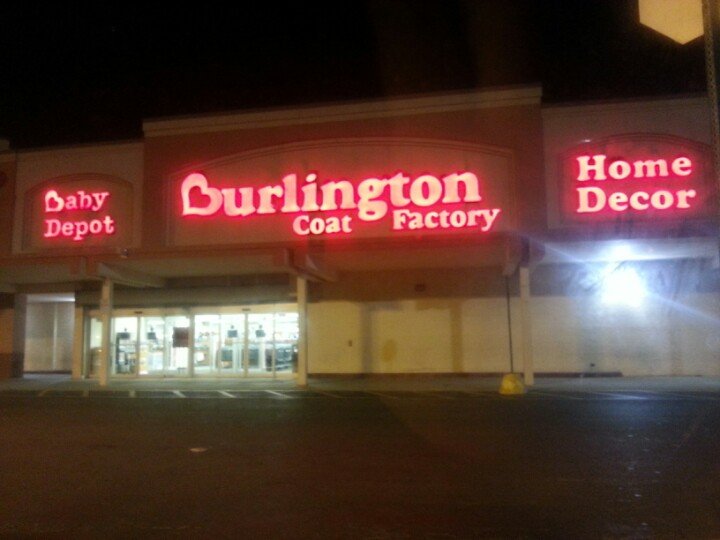 Baby
Depot
Burlington
Coat Factory
Home
Decor